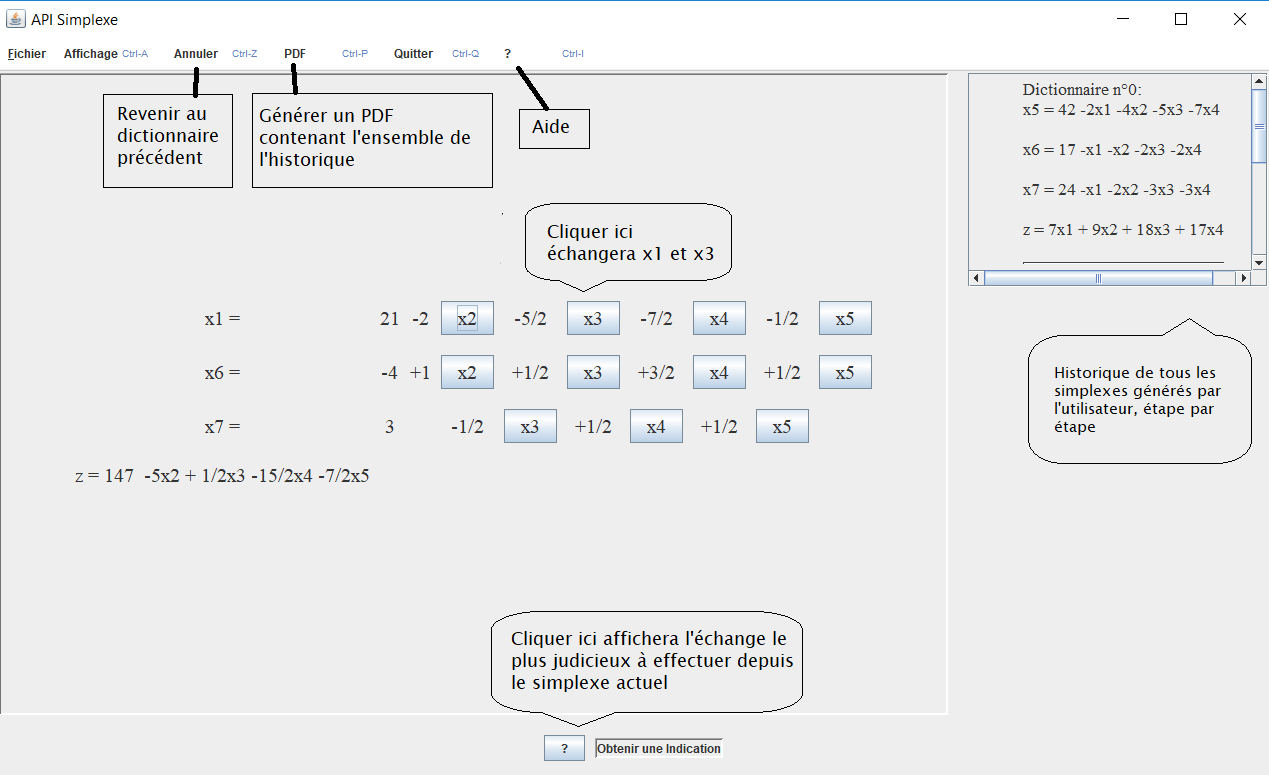 API Simplexe
Fichier Affichage Ctrl-A Annuler Ctrl-Z PDF Ctrl-P Quitter Ctrl-Q ? Ctrl-I
Revenir au
dictionnaire
précédent
Générer un PDF
contenant l'ensemble de
l'historique
Aide
Dictionnaire n°0:
x5 = 42 -2x1 -4x2 -5x3 -7x4
x6 = 17 -x1 -x2 -2x3 -2x4
x7 = 24 -x1 -2x2 -3x3 -3x4
z = 7x1 + 9x2 + 18x3 + 17x4
Cliquer ici
échangera x1 et x3
x1 = 21 -2 x2 -5/2 x3 -7/2 x4 -1/2 x5
x6 = -4 +1 x2 +1/2 x3 +3/2 x4 +1/2 x5
x7 = 3 -1/2 x3 +1/2 x4 +1/2 x5
z = 147 -5x2 + 1/2x3 -15/2x4 -7/2x5
Historique de tous les
simplexes générés par
l'utilisateur, étape par
étape
Cliquer ici affichera l'échange le
plus judicieux à effectuer depuis
le simplexe actuel
? Obtenir une Indication